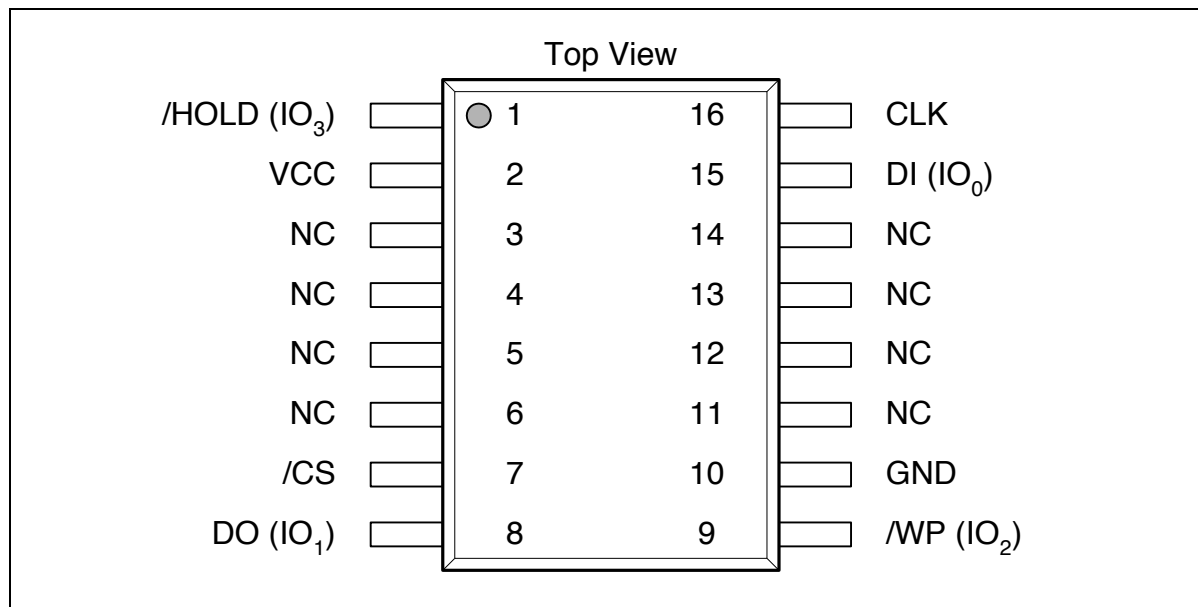 Top View
/HOLD (IO3) 1 16 CLK
VCC 2 15 DI (IO0)
NC 3 14 NC
NC 4 13 NC
NC 5 12 NC
NC 6 11 NC
/CS 7 10 GND
DO (IO1) 8 9 /WP (IO2)